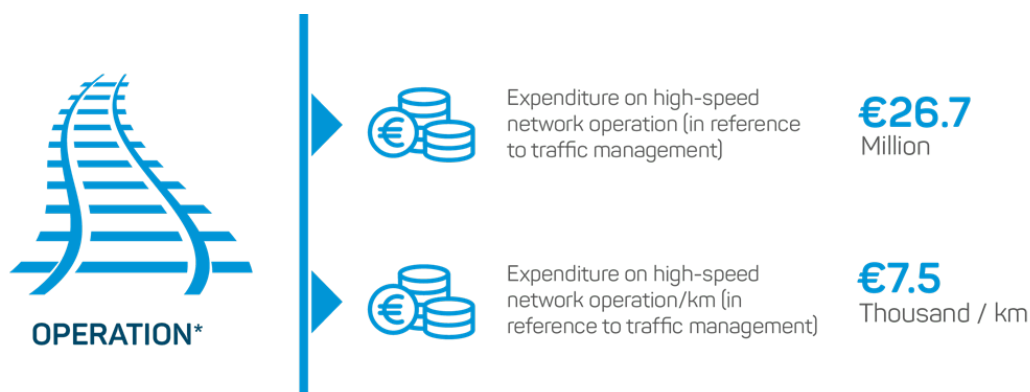 OPERATION*
Expenditure on high-speed
network operation (in reference
to traffic management)
€26.7
Million
Expenditure on high-speed
network operation/km (in
reference to traffic management)
€7.5
Thousand / km